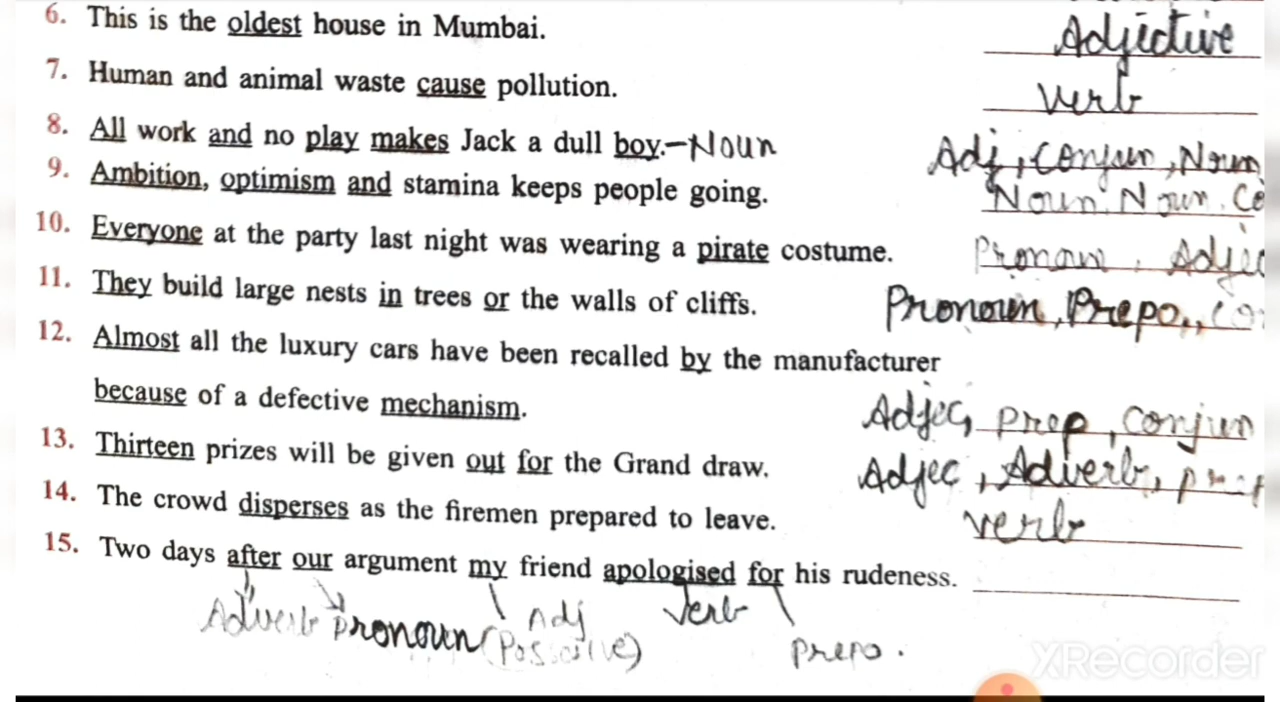 6. This is the oldest house in Mumbai. Adjective
7. Human and animal waste cause pollution. Verb
8. All work and no play makes Jack a dull boy.-Noun Adj, Conjun, Noun
9. Ambition, optimism and stamina keeps people going. Noun. Noun. Co
10. Everyone at the party last night was wearing a pirate costume. Pronoun, Adjec
11. They build large nests in trees or the walls of cliffs. Pronoun, Prepo., Co
12. Almost all the luxury cars have been recalled by the manufacturer
because of a defective mechanism. Adjec, prep, conjun
13. Thirteen prizes will be given out for the Grand draw. Adjec, Adverb, prep
14. The crowd disperses as the firemen prepared to leave. verb
15. Two days after our argument my friend apologised for his rudeness.
Adverb pronoun Adj Verb
prepo.
XRecorder